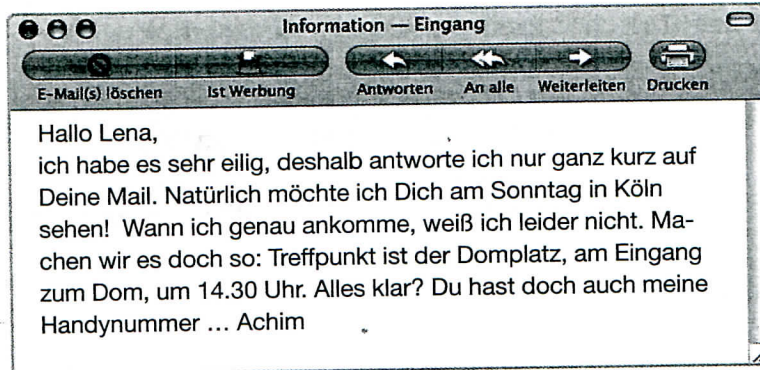 Information — Eingang
E-Mail(s) löschen Ist Werbung Antworten An alle Weiterleiten Drucken
Hallo Lena,
ich habe es sehr eilig, deshalb antworte ich nur ganz kurz auf
Deine Mail. Natürlich möchte ich Dich am Sonntag in Köln
sehen! Wann ich genau ankomme, weiß ich leider nicht. Ma-
chen wir es doch so: Treffpunkt ist der Domplatz, am Eingang
zum Dom, um 14.30 Uhr. Alles klar? Du hast doch auch meine
Handynummer ... Achim